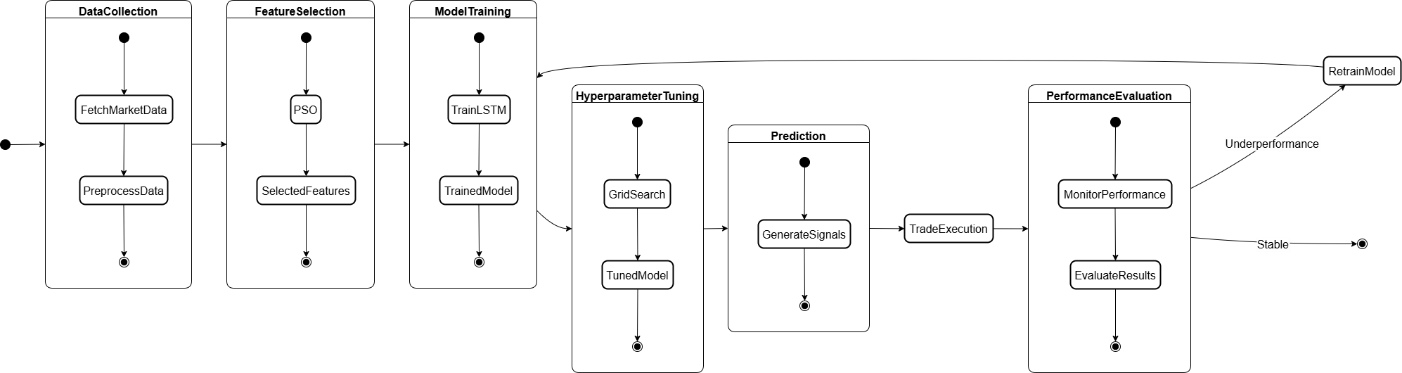 DataCollection
FetchMarketData
PreprocessData
FeatureSelection
PSO
SelectedFeatures
ModelTraining
TrainLSTM
TrainedModel
HyperparameterTuning
GridSearch
TunedModel
Prediction
GenerateSignals
TradeExecution
PerformanceEvaluation
MonitorPerformance
EvaluateResults
Underperformance
RetrainModel
Stable